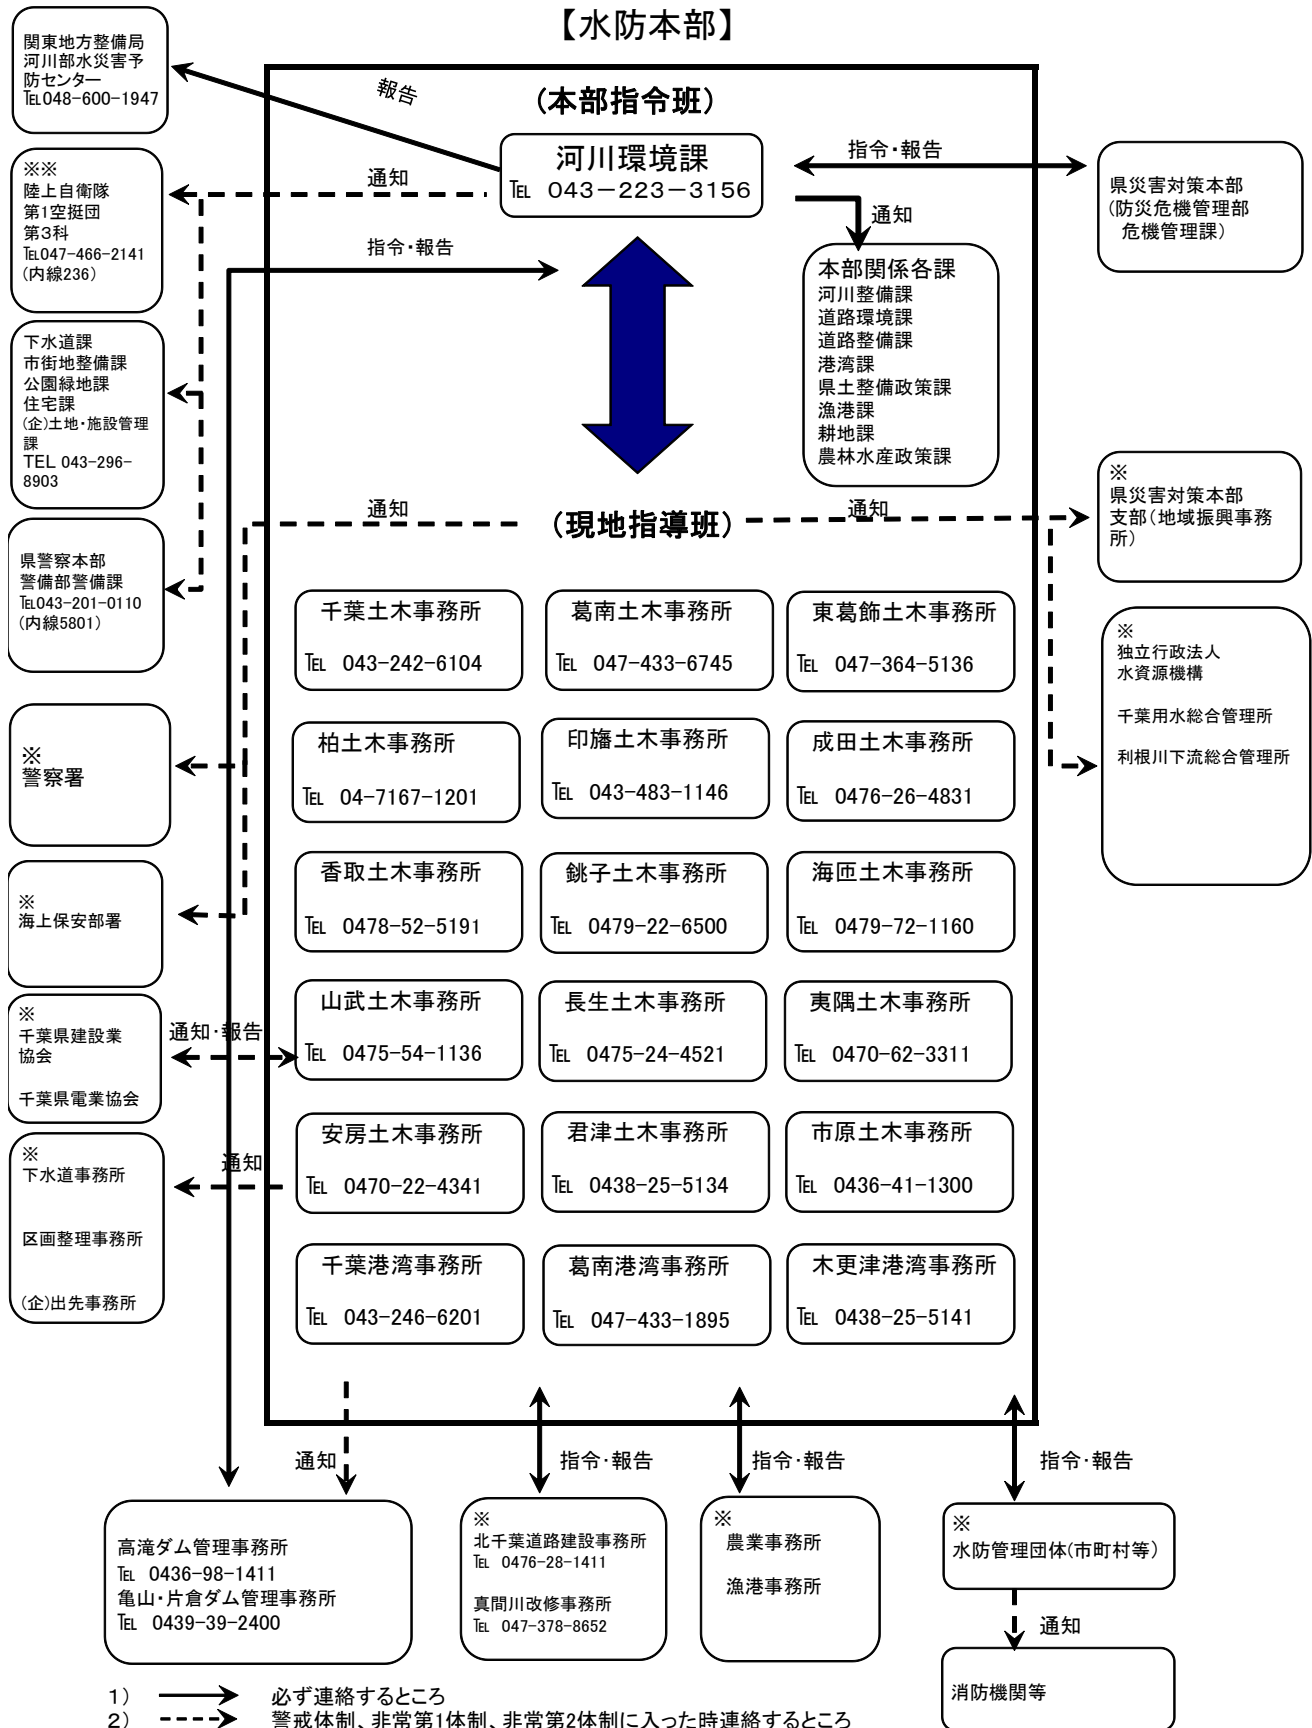 【水防本部】
関東地方整備局
河川部水災害予
防センター
℡048-600-1947
報告
(本部指令班)
河川環境課
℡ 043-223-3156
指令・報告
県災害対策本部
(防災危機管理部
危機管理課)
※※
陸上自衛隊
第1空挺団
第3科
℡047-466-2141
(内線236)
通知
通知
指令・報告
本部関係各課
河川整備課
道路環境課
道路整備課
港湾課
県土整備政策課
漁港課
耕地課
農林水産政策課
下水道課
市街地整備課
公園緑地課
住宅課
(企)土地・施設管理
課
TEL 043-296-
8903
※
県災害対策本部
支部(地域振興事務
所)
通知
(現地指導班)
通知
県警察本部
警備部警備課
℡043-201-0110
(内線5801)
千葉土木事務所
℡ 043-242-6104
葛南土木事務所
℡ 047-433-6745
東葛飾土木事務所
℡ 047-364-5136
※
独立行政法人
水資源機構
千葉用水総合管理所
利根川下流総合管理所
※
警察署
柏土木事務所
℡ 04-7167-1201
印旛土木事務所
℡ 043-483-1146
成田土木事務所
℡ 0476-26-4831
※
海上保安部署
香取土木事務所
℡ 0478-52-5191
銚子土木事務所
℡ 0479-22-6500
海匝土木事務所
℡ 0479-72-1160
※
千葉県建設業
協会
千葉県電業協会
通知・報告
山武土木事務所
℡ 0475-54-1136
長生土木事務所
℡ 0475-24-4521
夷隅土木事務所
℡ 0470-62-3311
※
下水道事務所
区画整理事務所
(企)出先事務所
通知
安房土木事務所
℡ 0470-22-4341
君津土木事務所
℡ 0438-25-5134
市原土木事務所
℡ 0436-41-1300
千葉港湾事務所
℡ 043-246-6201
葛南港湾事務所
℡ 047-433-1895
木更津港湾事務所
℡ 0438-25-5141
通知
指令・報告
指令・報告
指令・報告
高滝ダム管理事務所
℡ 0436-98-1411
亀山・片倉ダム管理事務所
℡ 0439-39-2400
※
北千葉道路建設事務所
℡ 0476-28-1411
真間川改修事務所
℡ 047-378-8652
※
農業事務所
漁港事務所
※
水防管理団体(市町村等)
通知
消防機関等
1) 必ず連絡するところ
2) 警戒体制、非常第1体制、非常第2体制に入った時連絡するところ